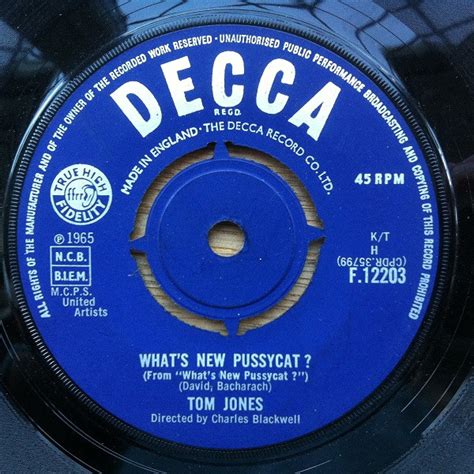 ALL RIGHTS OF THE MANUFACTURER AND OF THE OWNER OF THE RECORDED WORK RESERVED · UNAUTHORISED PUBLIC PERFORMANCE BROADCASTING AND COPYING OF THIS RECORD PROHIBITED
DECCA
REGD.
MADE IN ENGLAND · THE DECCA RECORD CO. LTD.
TRUE HIGH
ffrr
FIDELITY
45 RPM
℗ 1965
N.C.B.
B.I.E.M.
M.C.P.S.
United
Artists
K/T
H
(CPDR.35799)
F.12203
WHAT'S NEW PUSSYCAT ?
(From "What's New Pussycat ?")
(David; Bacharach)
TOM JONES
Directed by Charles Blackwell